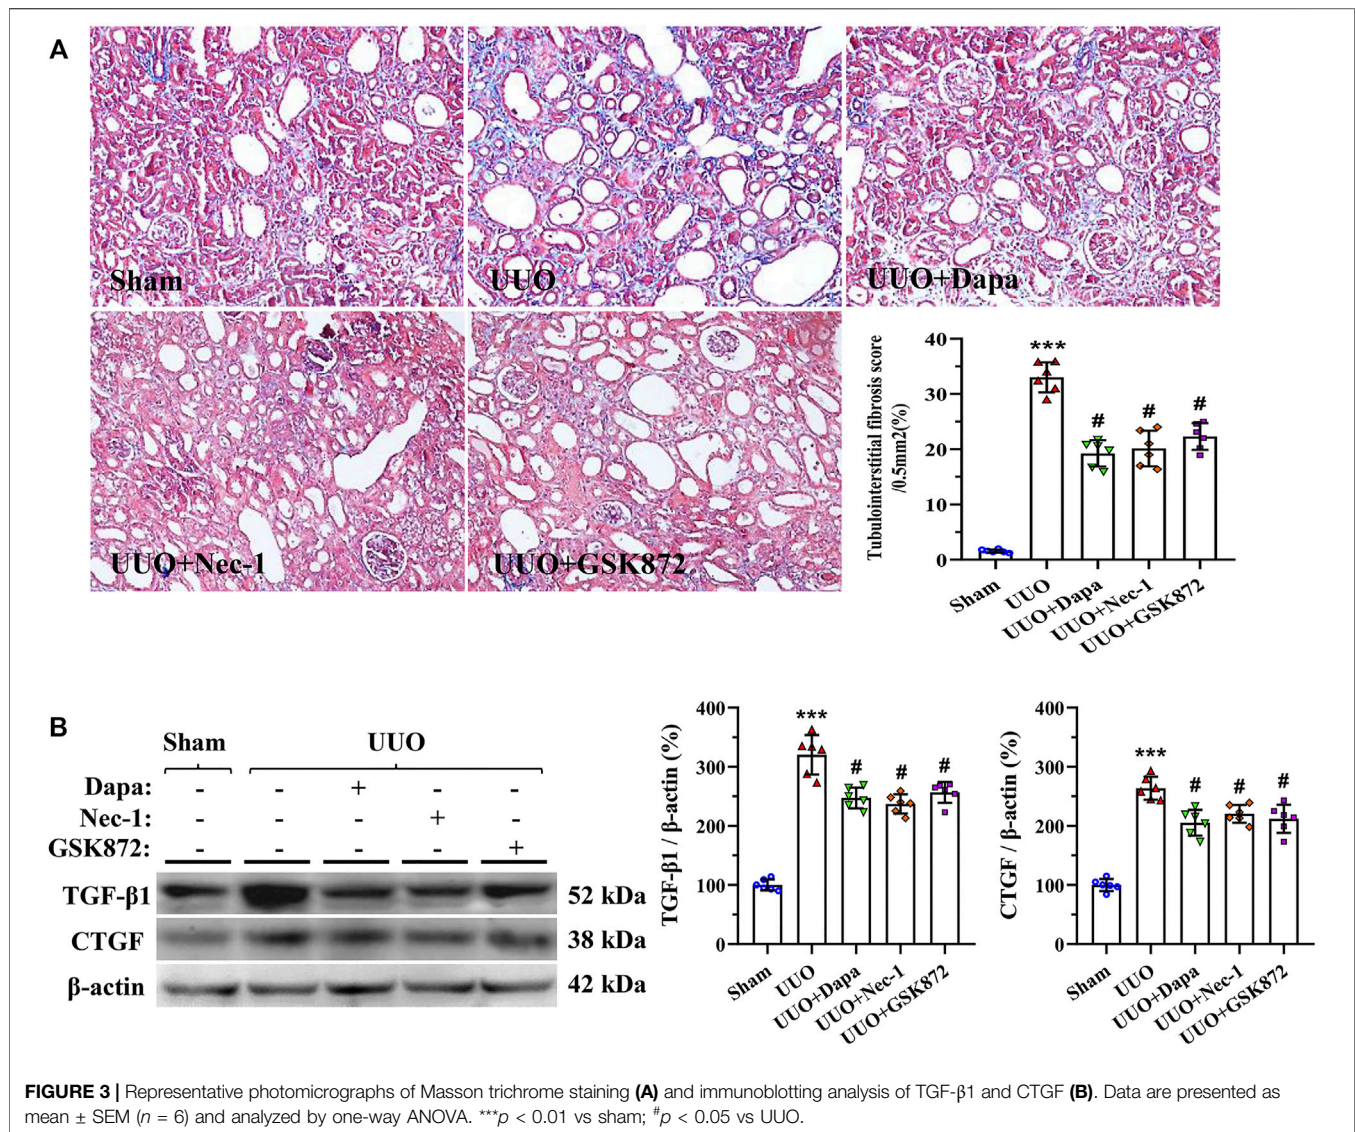 A
Sham
UUO
UUO+Dapa
UUO+Nec-1
UUO+GSK872
Tubulointerstitial fibrosis score
/0.5mm2(%)
40
30
20
10
0
***
#
#
#
Sham
UUO
UUO+Dapa
UUO+Nec-1
UUO+GSK872
B
Sham UUO
Dapa: - - + - -
Nec-1: - - - + -
GSK872: - - - - +
TGF-β1 52 kDa
CTGF 38 kDa
β-actin 42 kDa
TGF-β1 / β-actin (%)
400
300
200
100
0
***
#
#
#
Sham
UUO
UUO+Dapa
UUO+Nec-1
UUO+GSK872
CTGF / β-actin (%)
400
300
200
100
0
***
#
#
#
Sham
UUO
UUO+Dapa
UUO+Nec-1
UUO+GSK872
FIGURE 3 | Representative photomicrographs of Masson trichrome staining (A) and immunoblotting analysis of TGF-β1 and CTGF (B). Data are presented as
mean ± SEM (n = 6) and analyzed by one-way ANOVA. ***p < 0.01 vs sham; #p < 0.05 vs UUO.